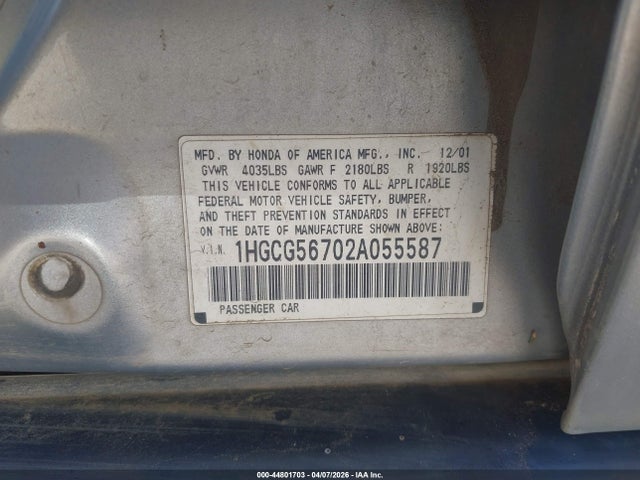 MFD. BY HONDA OF AMERICA MFG., INC. 12/01
GVWR 4035LBS GAWR F 2180LBS R 1920LBS
THIS VEHICLE CONFORMS TO ALL APPLICABLE
FEDERAL MOTOR VEHICLE SAFETY, BUMPER,
AND THEFT PREVENTION STANDARDS IN EFFECT
ON THE DATE OF MANUFACTURE SHOWN ABOVE:
V.I.N. 1HGCG56702A055587
PASSENGER CAR
000-44801703 - 04/07/2026 - IAA Inc.